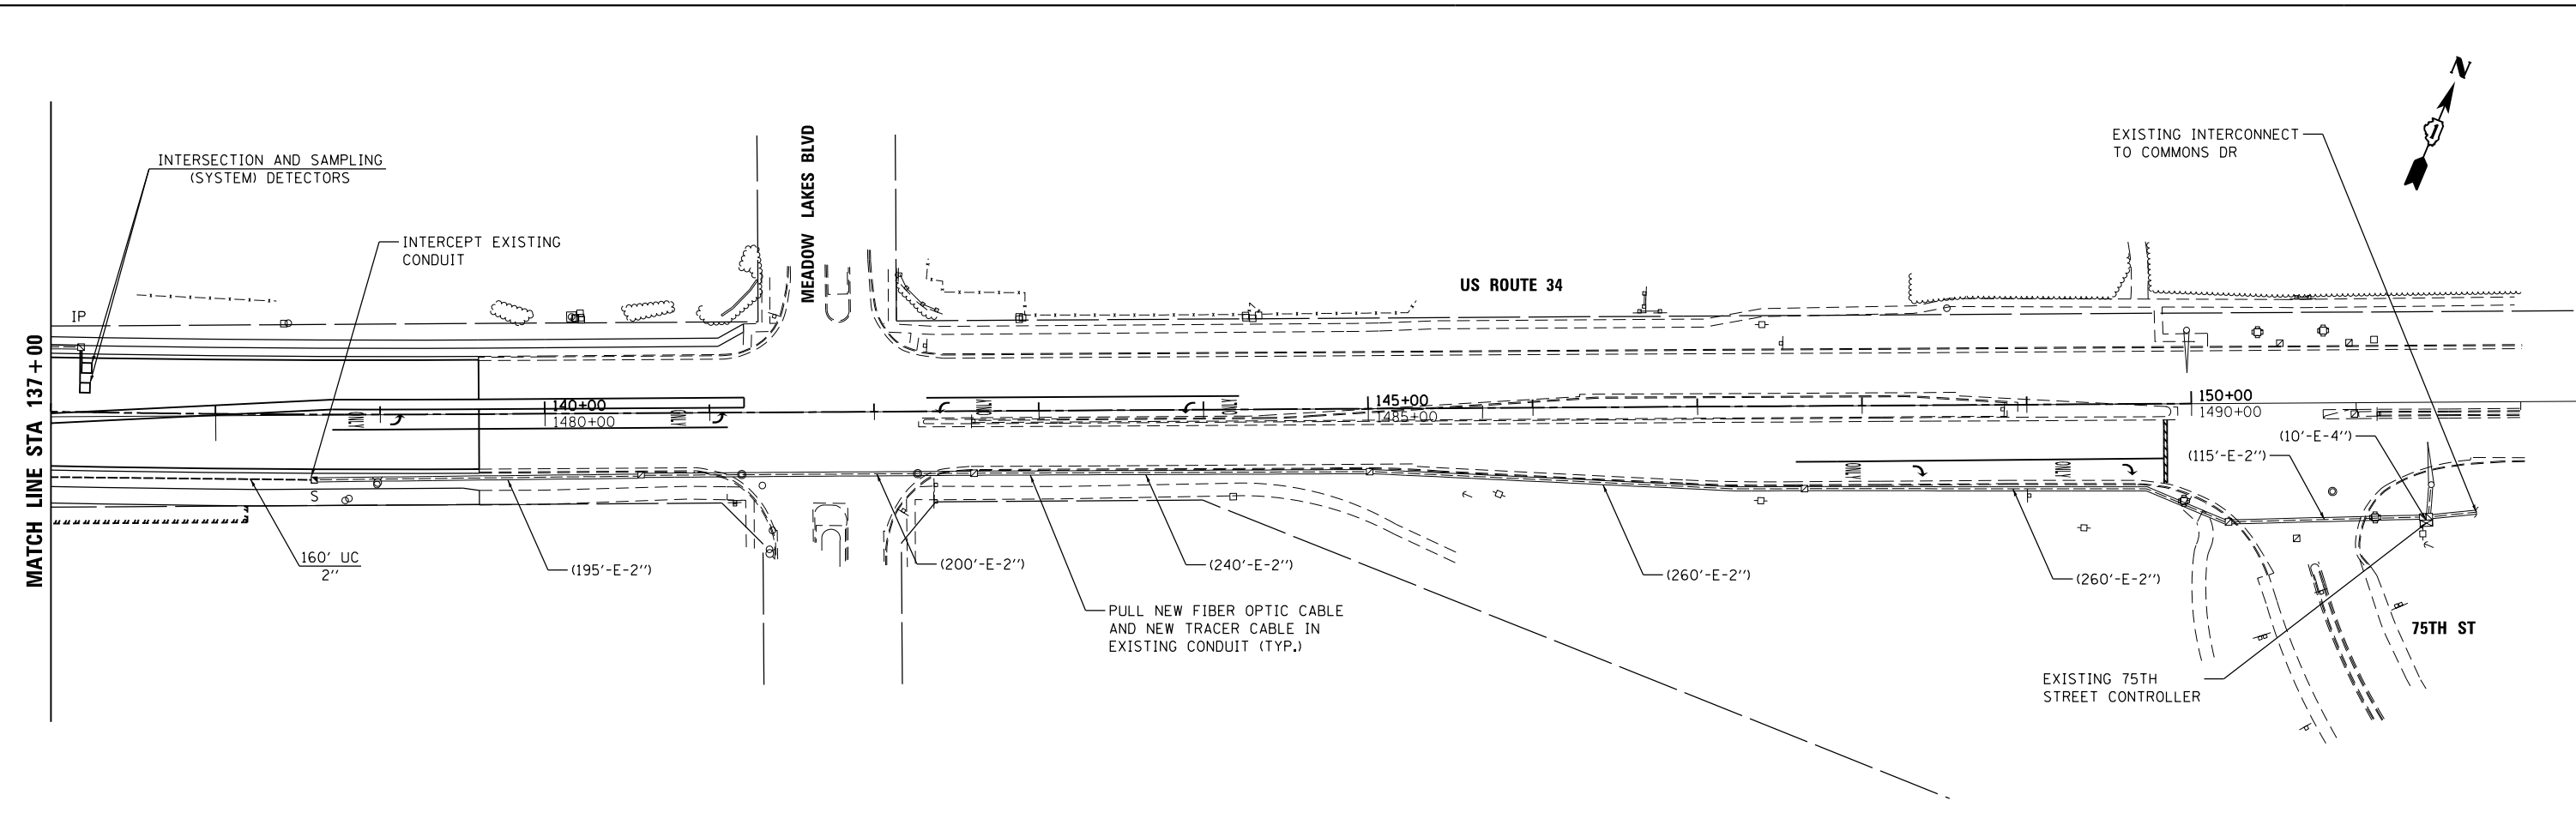 N
1
EXISTING INTERCONNECT
TO COMMONS DR
INTERSECTION AND SAMPLING
(SYSTEM) DETECTORS
MEADOW LAKES BLVD
INTERCEPT EXISTING
CONDUIT
US ROUTE 34
IP
MATCH LINE STA 137+00
140+00
1480+00
145+00
1485+00
150+00
1490+00
ONLY
ONLY
ONLY
ONLY
ONLY
ONLY
(10'-E-4")
(115'-E-2")
S
160' UC
2"
(195'-E-2")
(200'-E-2")
(240'-E-2")
(260'-E-2")
(260'-E-2")
PULL NEW FIBER OPTIC CABLE
AND NEW TRACER CABLE IN
EXISTING CONDUIT (TYP.)
75TH ST
EXISTING 75TH
STREET CONTROLLER